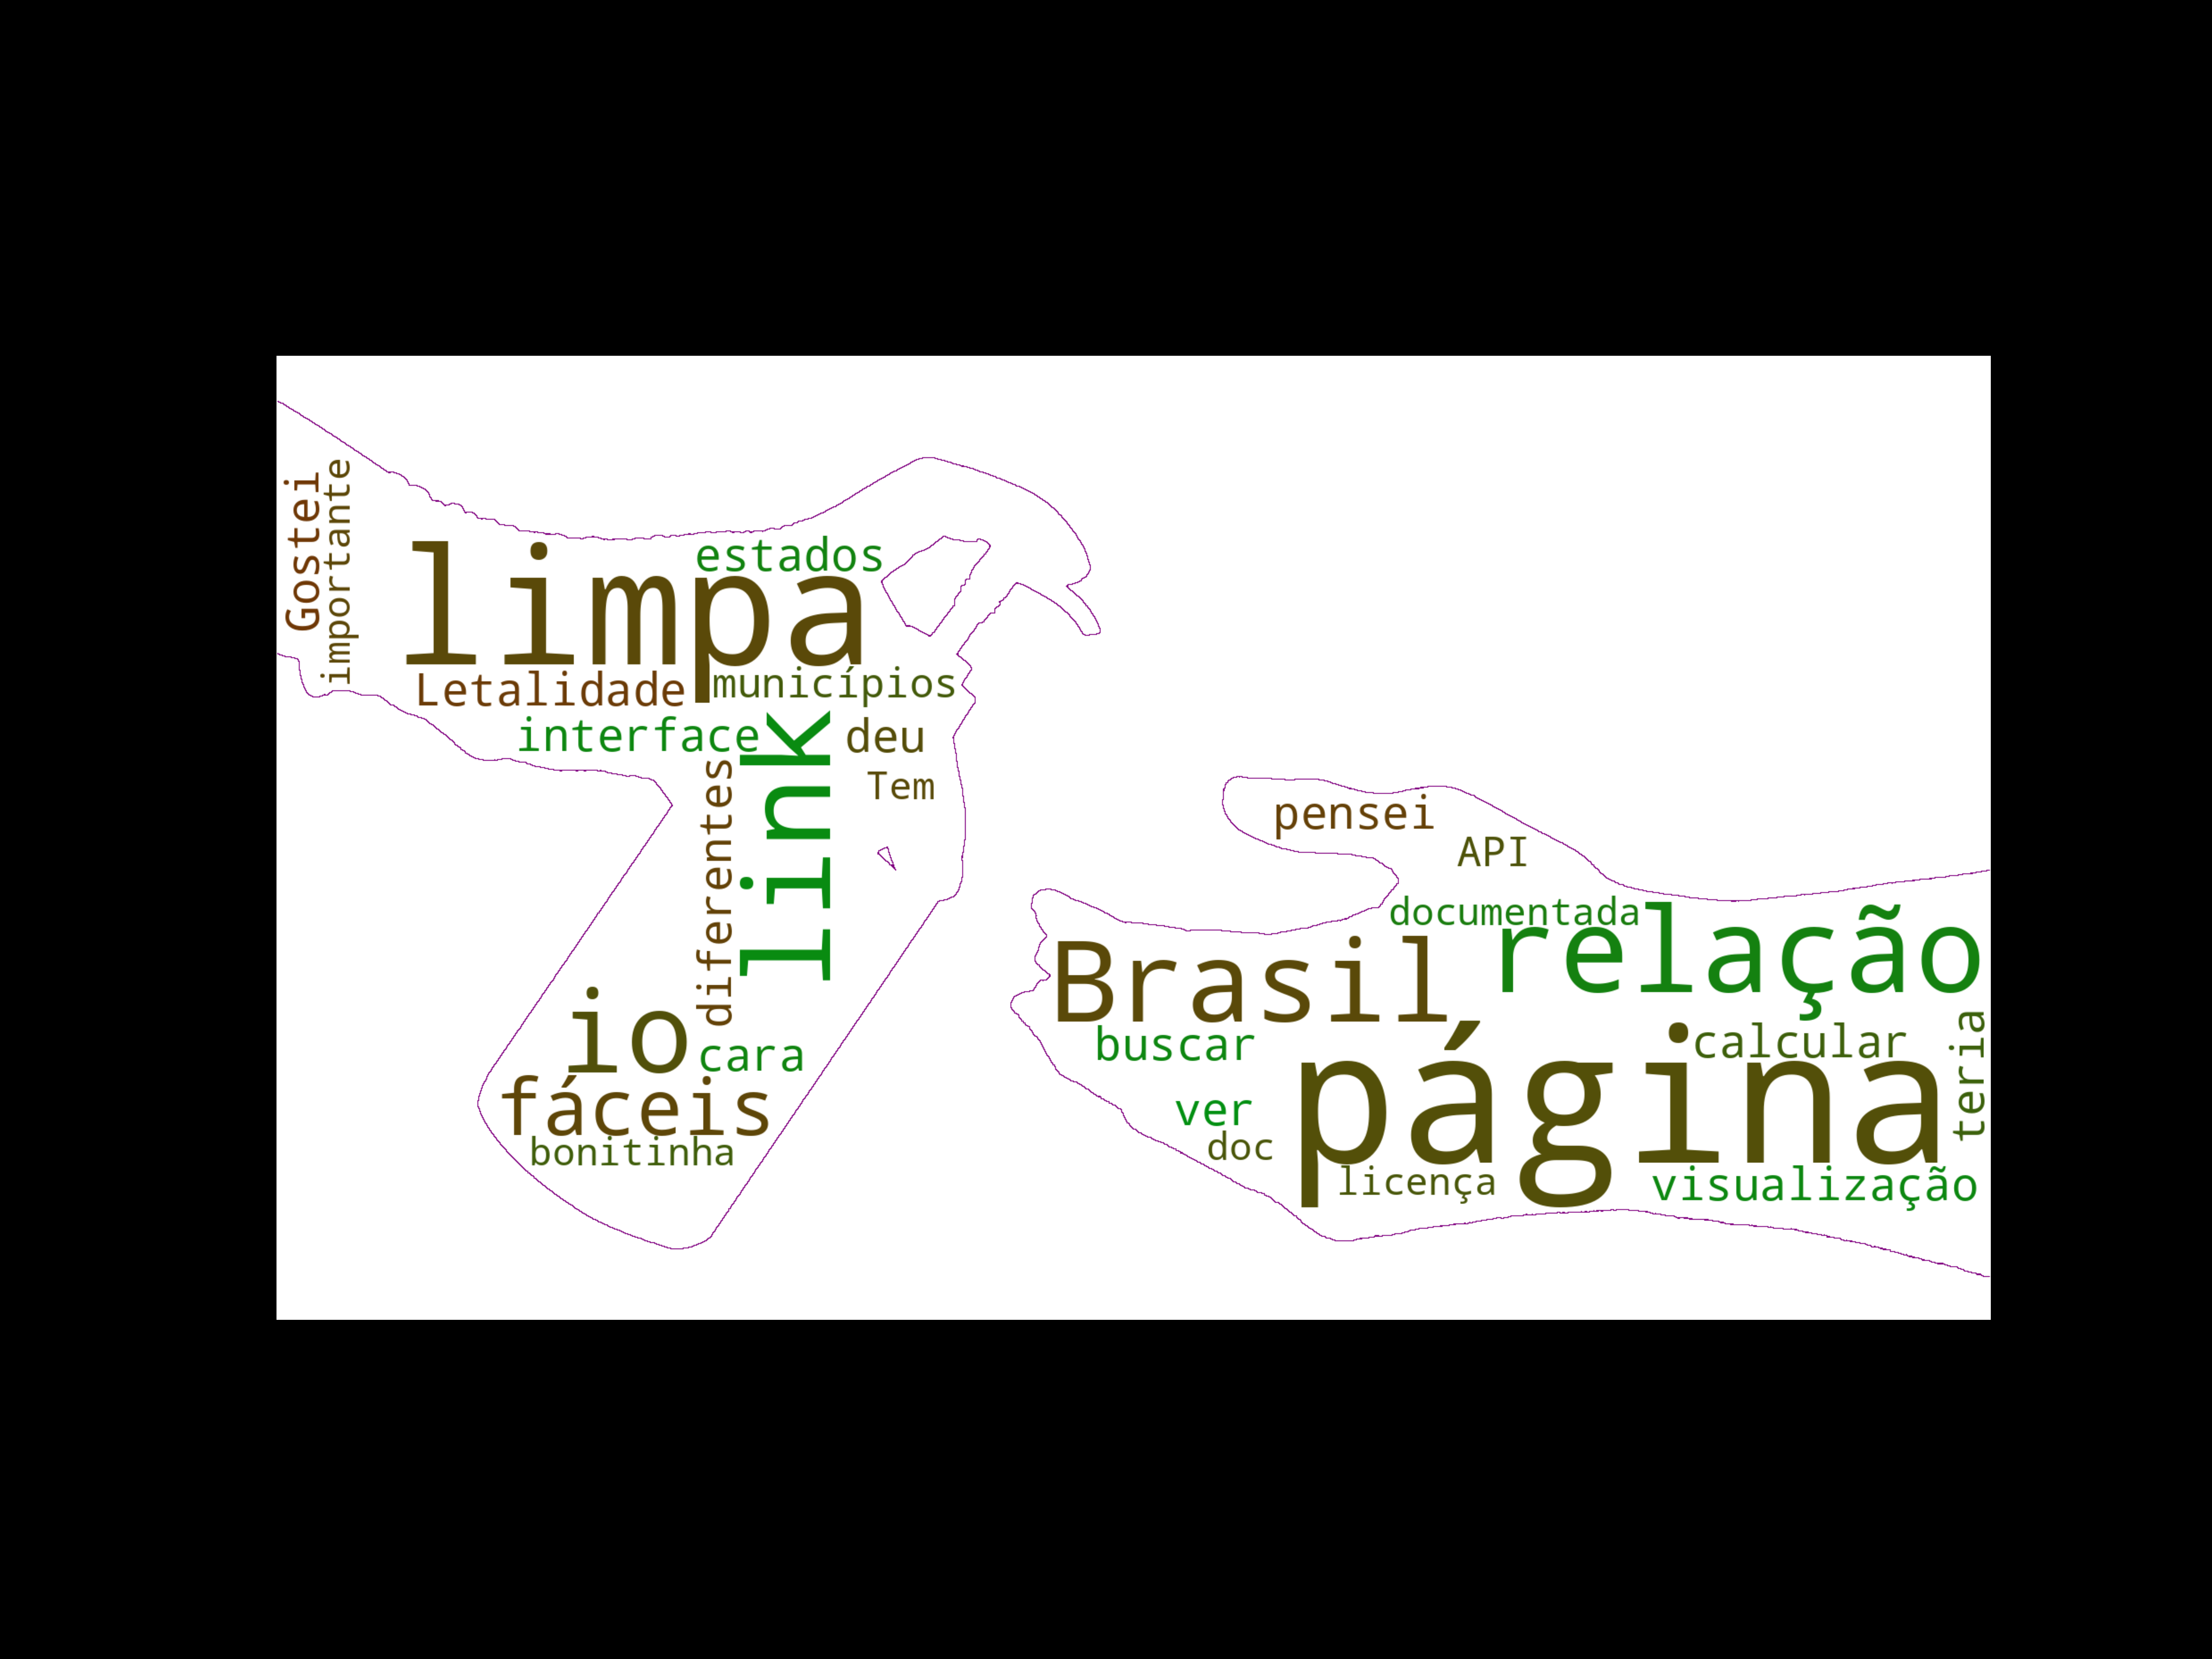 Gostei
importante
estados
limpa
Letalidade
municípios
interface
link
deu
Tem
diferentes
io
cara
fáceis
bonitinha
pensei
API
documentada
relação
Brasil
buscar
calcular
página
teria
ver
doc
licença
visualização